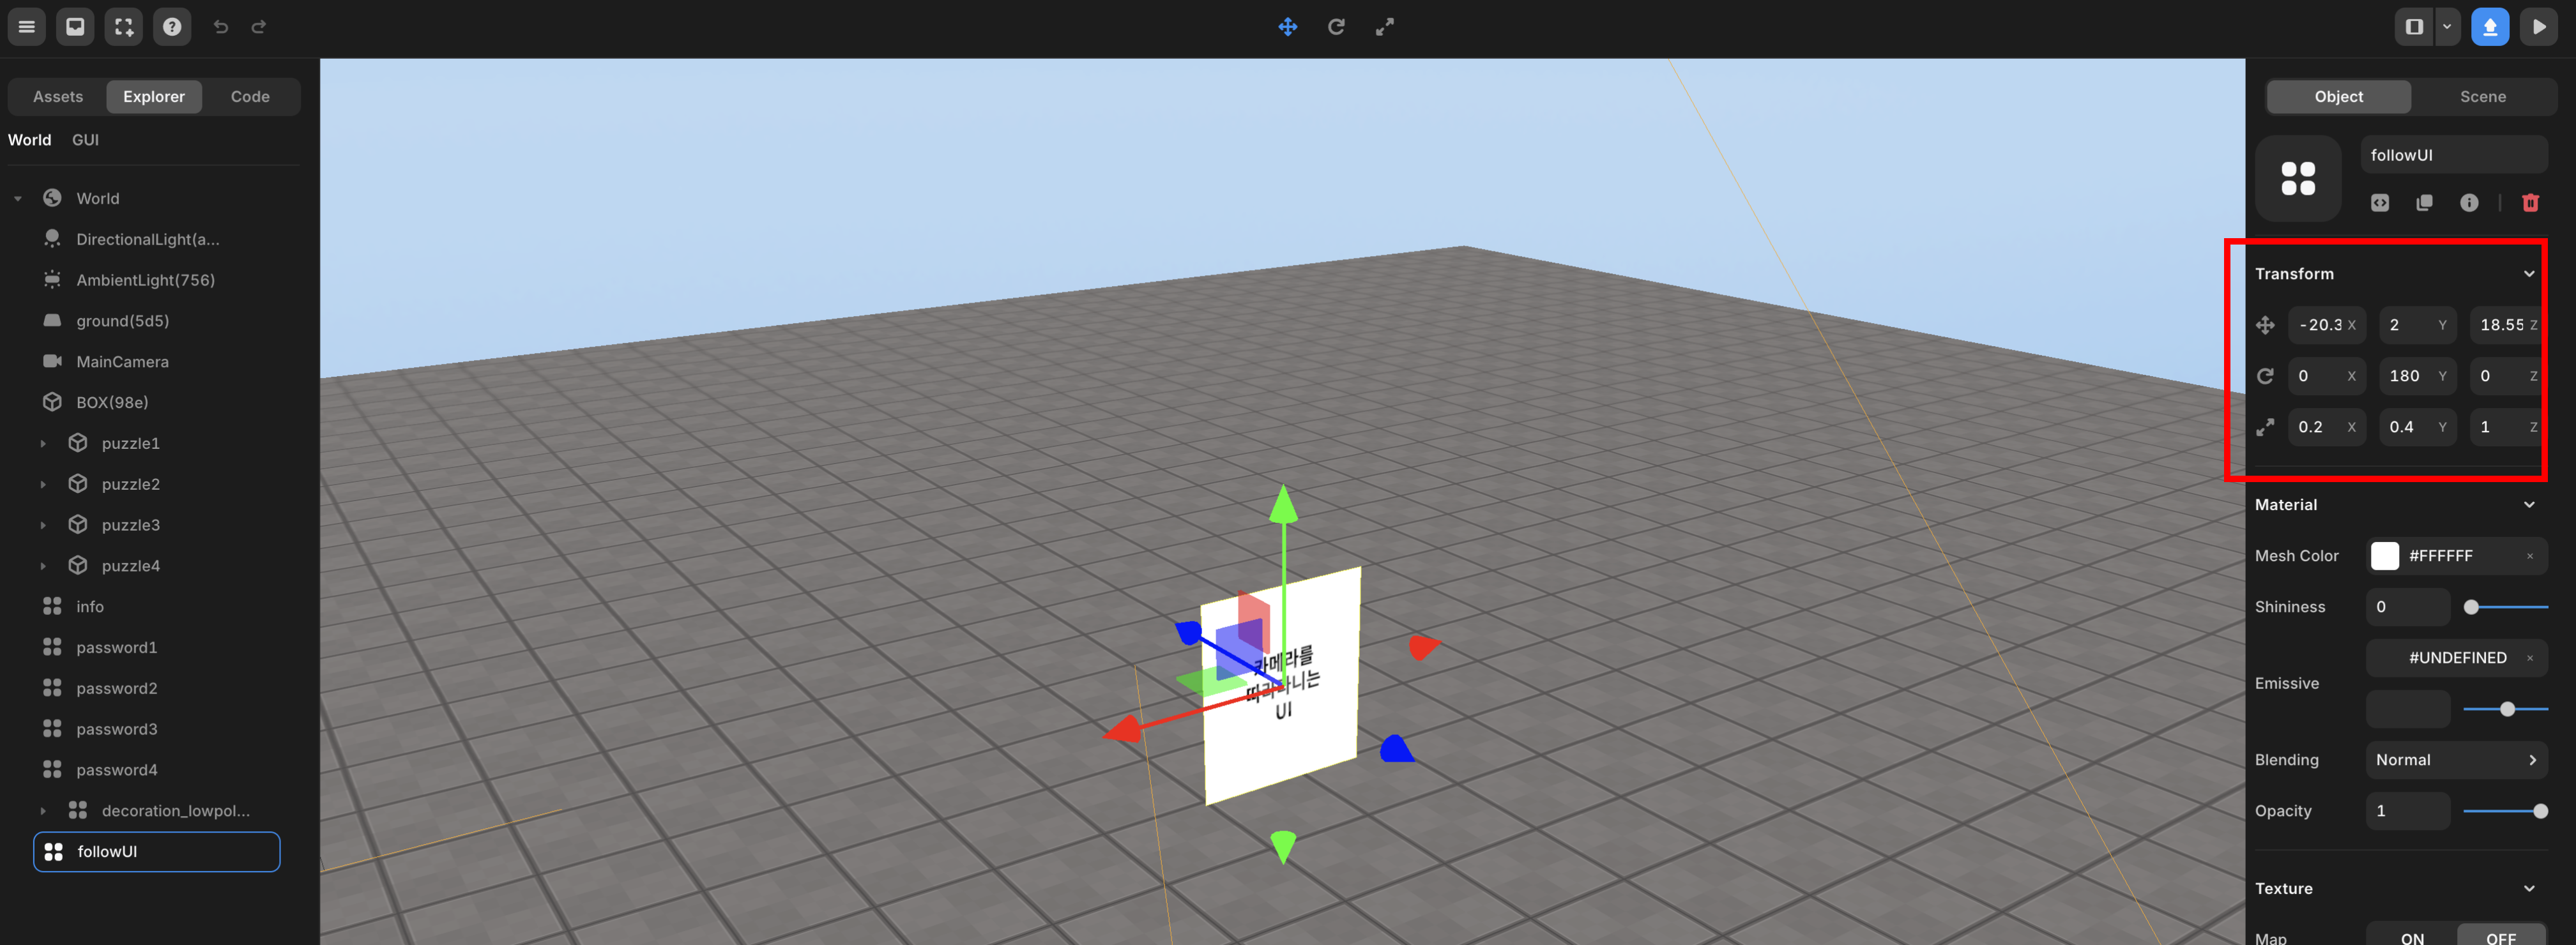 Assets Explorer Code
World GUI
World
DirectionalLight(a...
AmbientLight(756)
ground(5d5)
MainCamera
BOX(98e)
puzzle1
puzzle2
puzzle3
puzzle4
info
password1
password2
password3
password4
decoration_lowpol...
followUI
카메라를
따라다니는
UI
Object Scene
followUI
Transform
-20.3 X 2 Y 18.55 Z
0 X 180 Y 0 Z
0.2 X 0.4 Y 1 Z
Material
Mesh Color #FFFFFF ×
Shininess 0
#UNDEFINED ×
Emissive
Blending Normal
Opacity 1
Texture
Map ON OFF